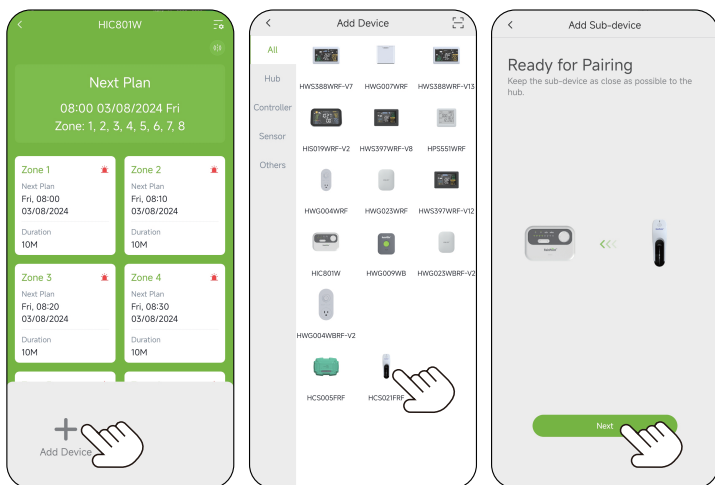 HIC801W
Next Plan
08:00 03/08/2024 Fri
Zone: 1, 2, 3, 4, 5, 6, 7, 8
Zone 1
Next Plan
Fri, 08:00
03/08/2024
Duration
10M
Zone 2
Next Plan
Fri, 08:10
03/08/2024
Duration
10M
Zone 3
Next Plan
Fri, 08:20
03/08/2024
Duration
10M
Zone 4
Next Plan
Fri, 08:30
03/08/2024
Duration
10M
Add Device
Add Device
All
Hub
Controller
Sensor
Others
HWS388WRF-V7
HWG007WRF
HWS388WRF-V13
HIS019WRF-V2
HWS397WRF-V8
HPS551WRF
HWG004WRF
HWG023WRF
HWS397WRF-V12
HIC801W
HWG009WB
HWG023WBRF-V2
HWG004WBRF-V2
HCS005FRF
HCS021FRF
Add Sub-device
Ready for Pairing
Keep the sub-device as close as possible to the
hub.
Next